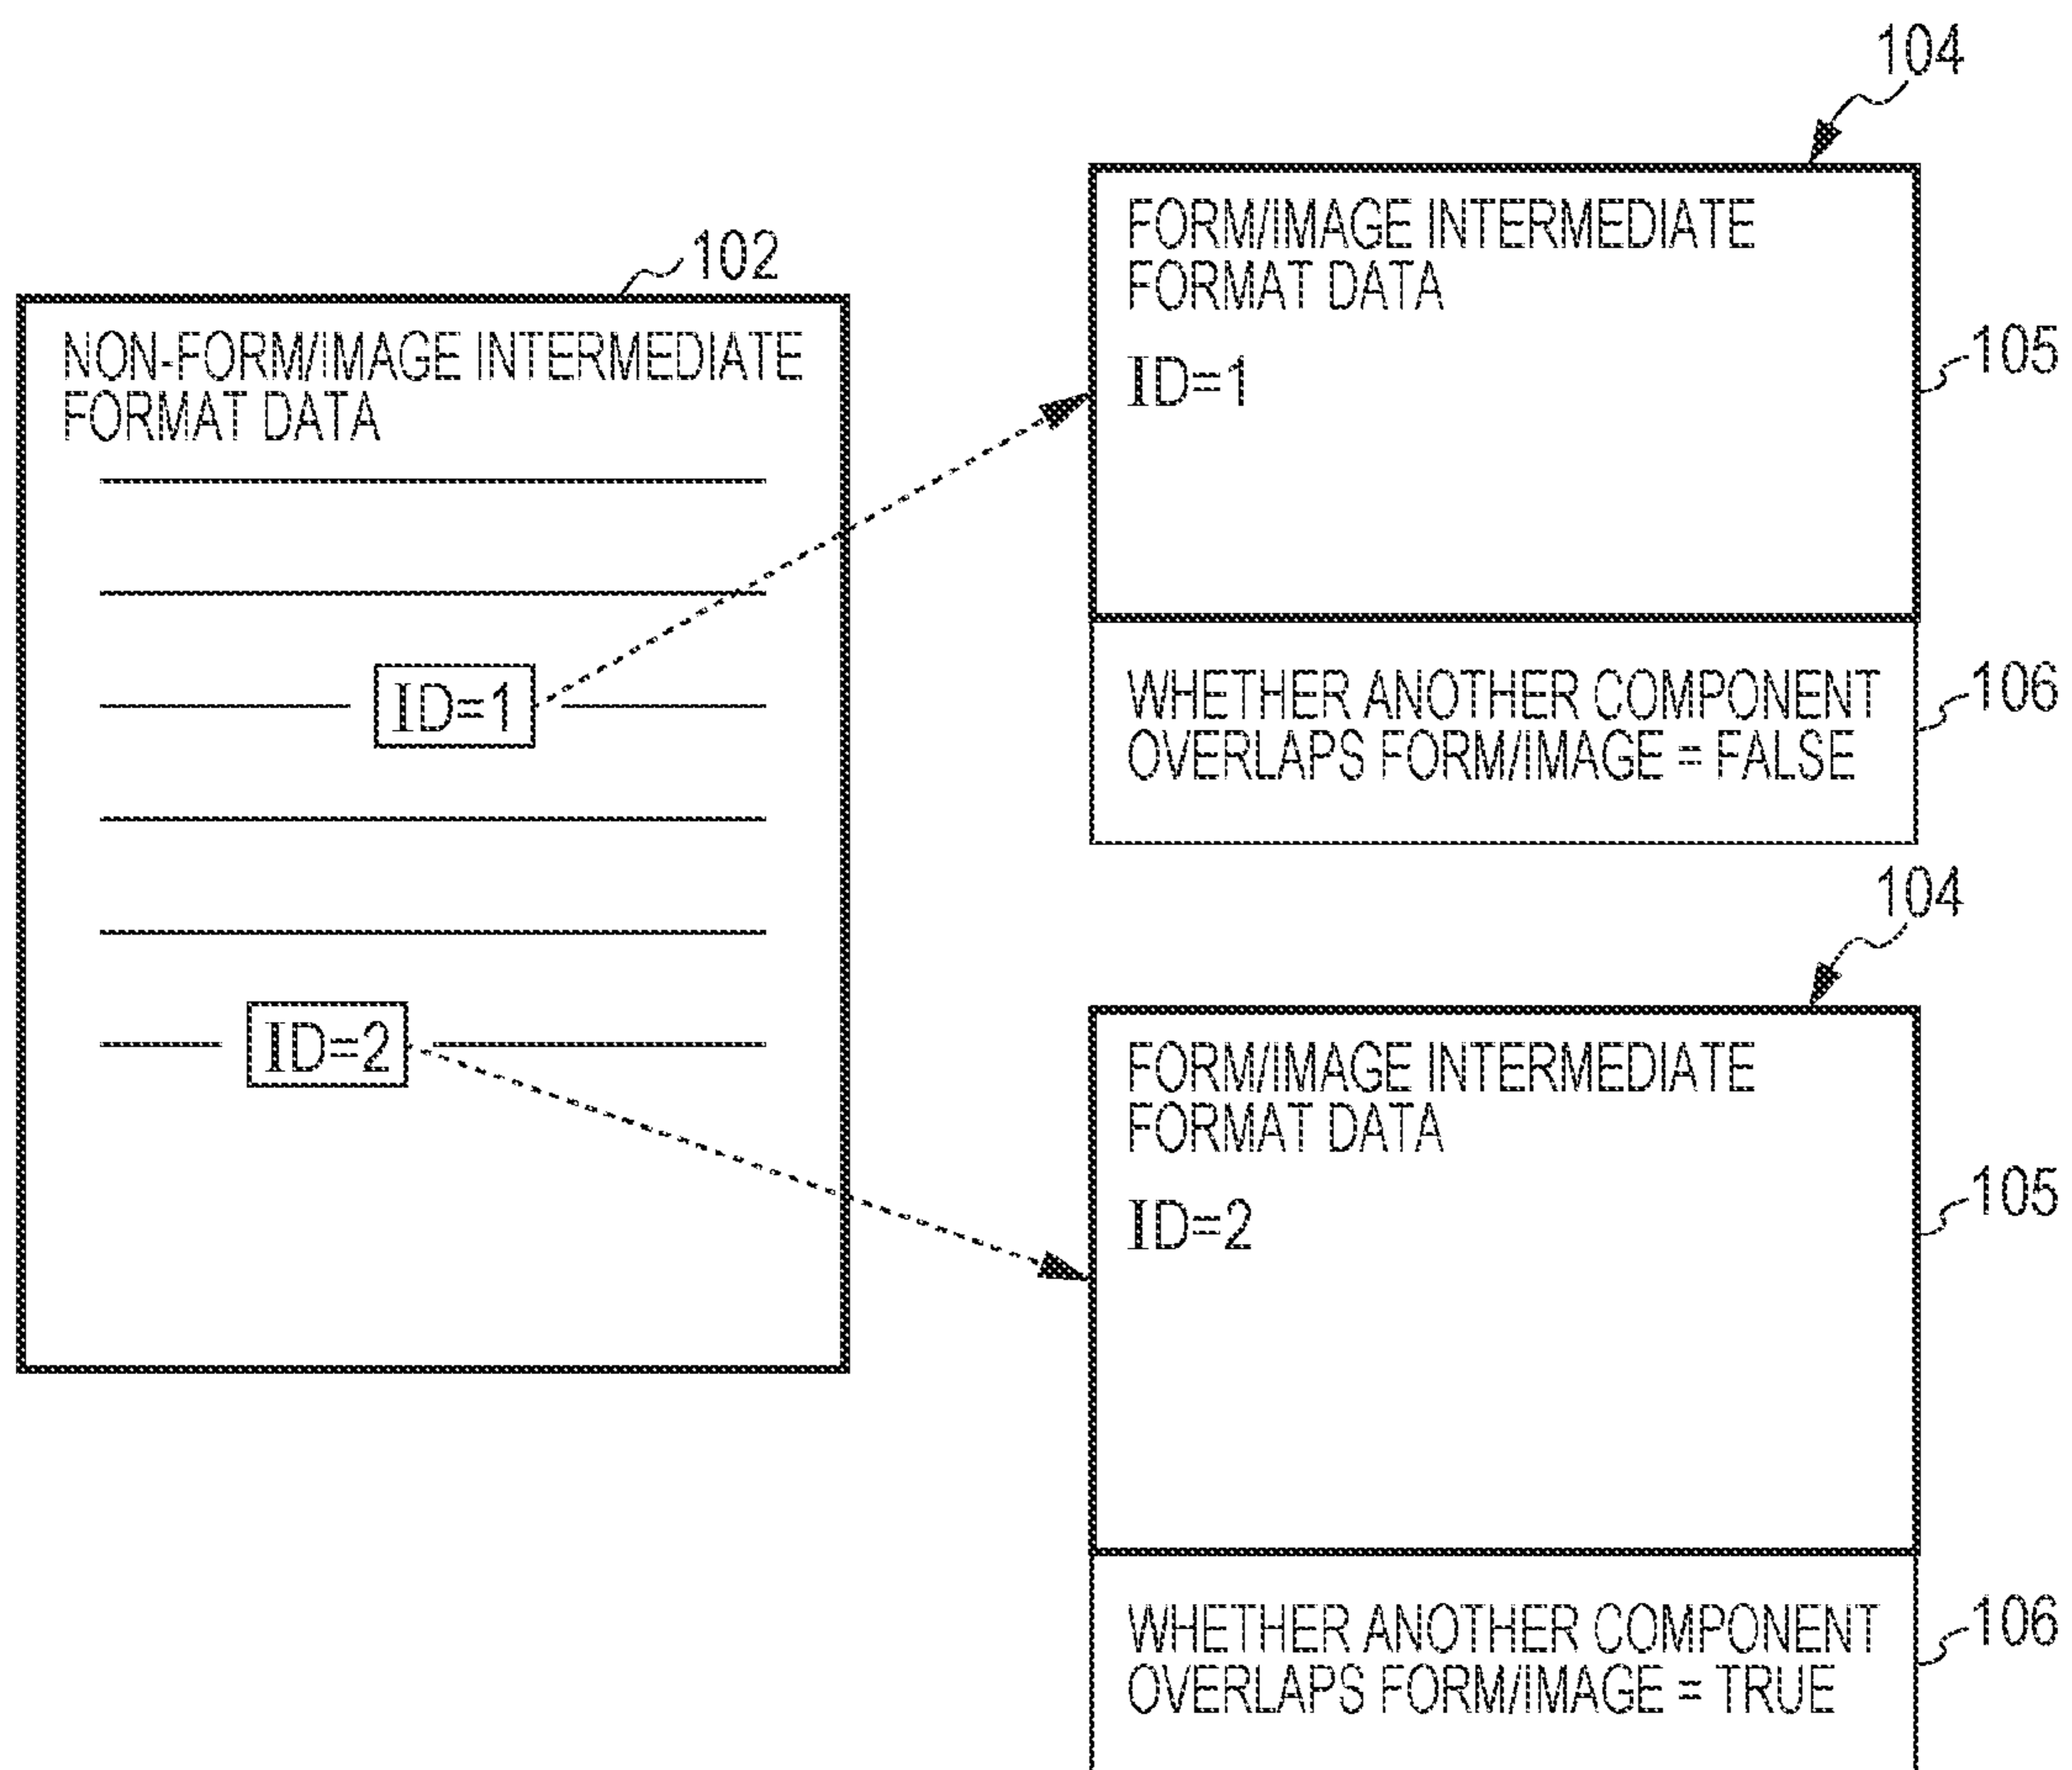 102
NON-FORM/IMAGE INTERMEDIATE
FORMAT DATA
ID=1
ID=2
104
FORM/IMAGE INTERMEDIATE
FORMAT DATA
ID=1
105
WHETHER ANOTHER COMPONENT
OVERLAPS FORM/IMAGE = FALSE
106
104
FORM/IMAGE INTERMEDIATE
FORMAT DATA
ID=2
105
WHETHER ANOTHER COMPONENT
OVERLAPS FORM/IMAGE = TRUE
106